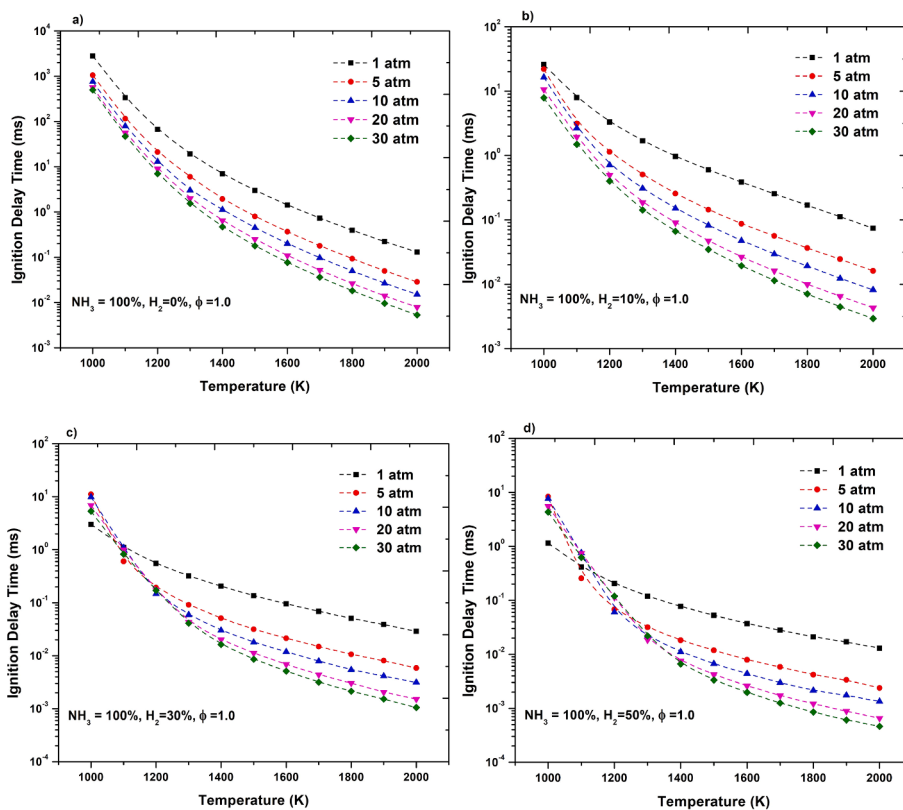 a)
10^4
10^3
10^2
10^1
10^0
10^-1
10^-2
10^-3
Ignition Delay Time (ms)
1 atm
5 atm
10 atm
20 atm
30 atm
NH3 = 100%, H2=0%, ϕ =1.0
1000 1200 1400 1600 1800 2000
Temperature (K)
b)
10^2
10^1
10^0
10^-1
10^-2
10^-3
Ignition Delay Time (ms)
1 atm
5 atm
10 atm
20 atm
30 atm
NH3 = 100%, H2=10%, ϕ =1.0
1000 1200 1400 1600 1800 2000
Temperature (K)
c)
10^2
10^1
10^0
10^-1
10^-2
10^-3
10^-4
Ignition Delay Time (ms)
1 atm
5 atm
10 atm
20 atm
30 atm
NH3 = 100%, H2=30%, ϕ =1.0
1000 1200 1400 1600 1800 2000
Temperature (K)
d)
10^2
10^1
10^0
10^-1
10^-2
10^-3
10^-4
Ignition Delay Time (ms)
1 atm
5 atm
10 atm
20 atm
30 atm
NH3 = 100%, H2=50%, ϕ =1.0
1000 1200 1400 1600 1800 2000
Temperature (K)